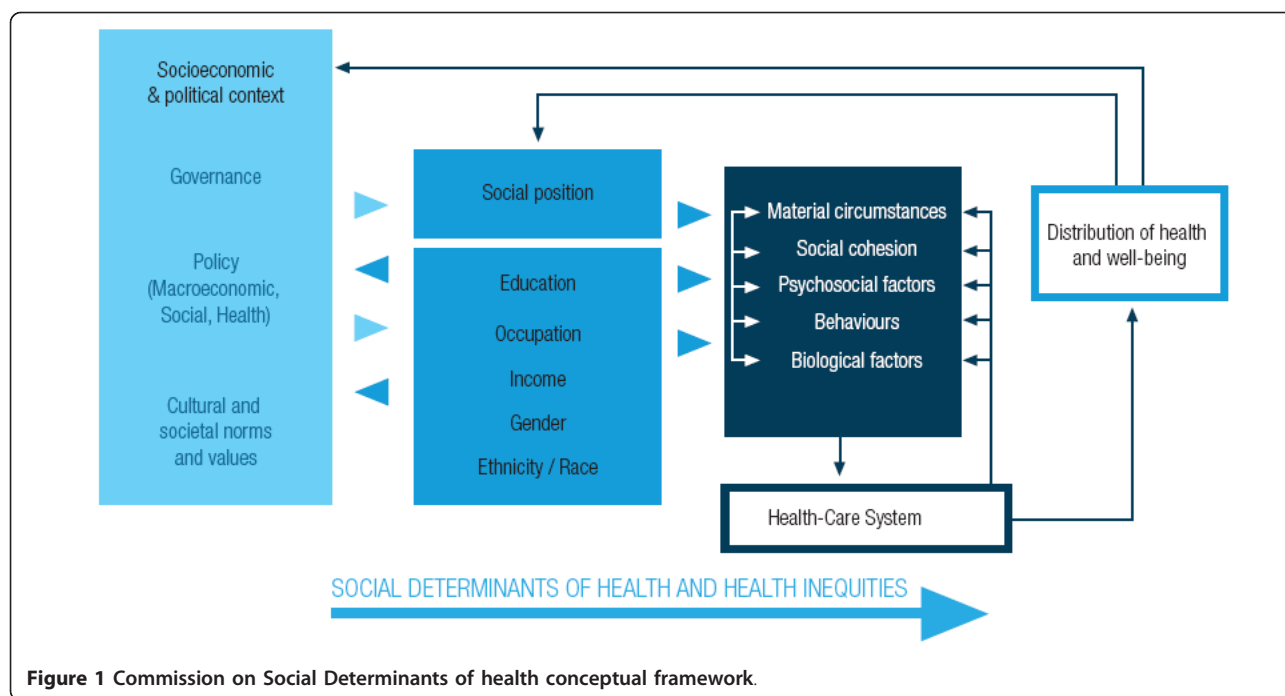 Socioeconomic
& political context
Governance
Policy
(Macroeconomic,
Social, Health)
Cultural and
societal norms
and values
Social position
Education
Occupation
Income
Gender
Ethnicity / Race
Material circumstances
Social cohesion
Psychosocial factors
Behaviours
Biological factors
Health-Care System
Distribution of health
and well-being
SOCIAL DETERMINANTS OF HEALTH AND HEALTH INEQUITIES
Figure 1 Commission on Social Determinants of health conceptual framework.